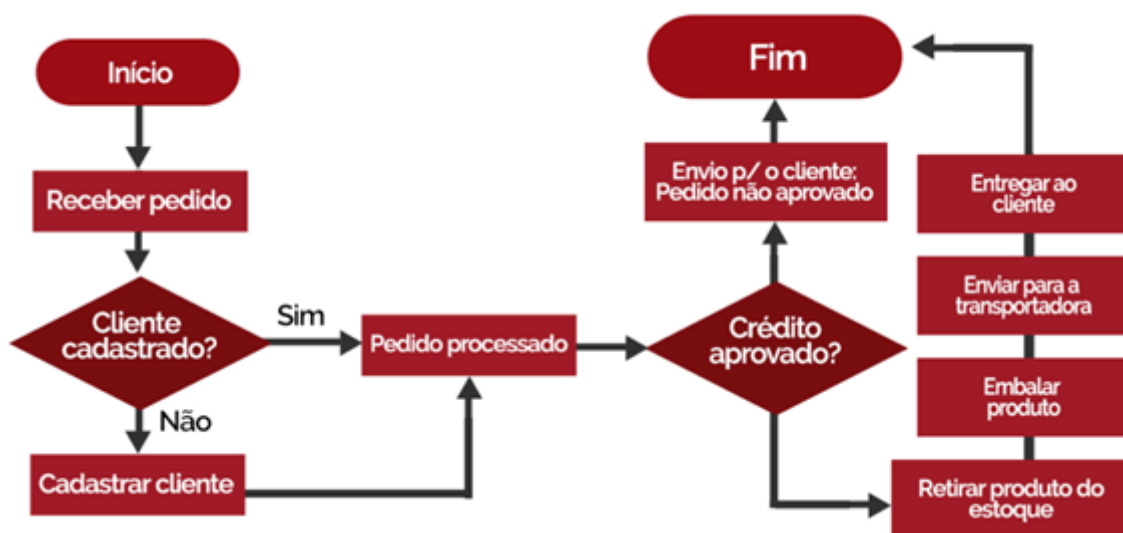 Início
Receber pedido
Cliente
cadastrado?
Sim
Não
Cadastrar cliente
Pedido processado
Crédito
aprovado?
Envio p/ o cliente:
Pedido não aprovado
Fim
Retirar produto do
estoque
Embalar
produto
Enviar para a
transportadora
Entregar ao
cliente